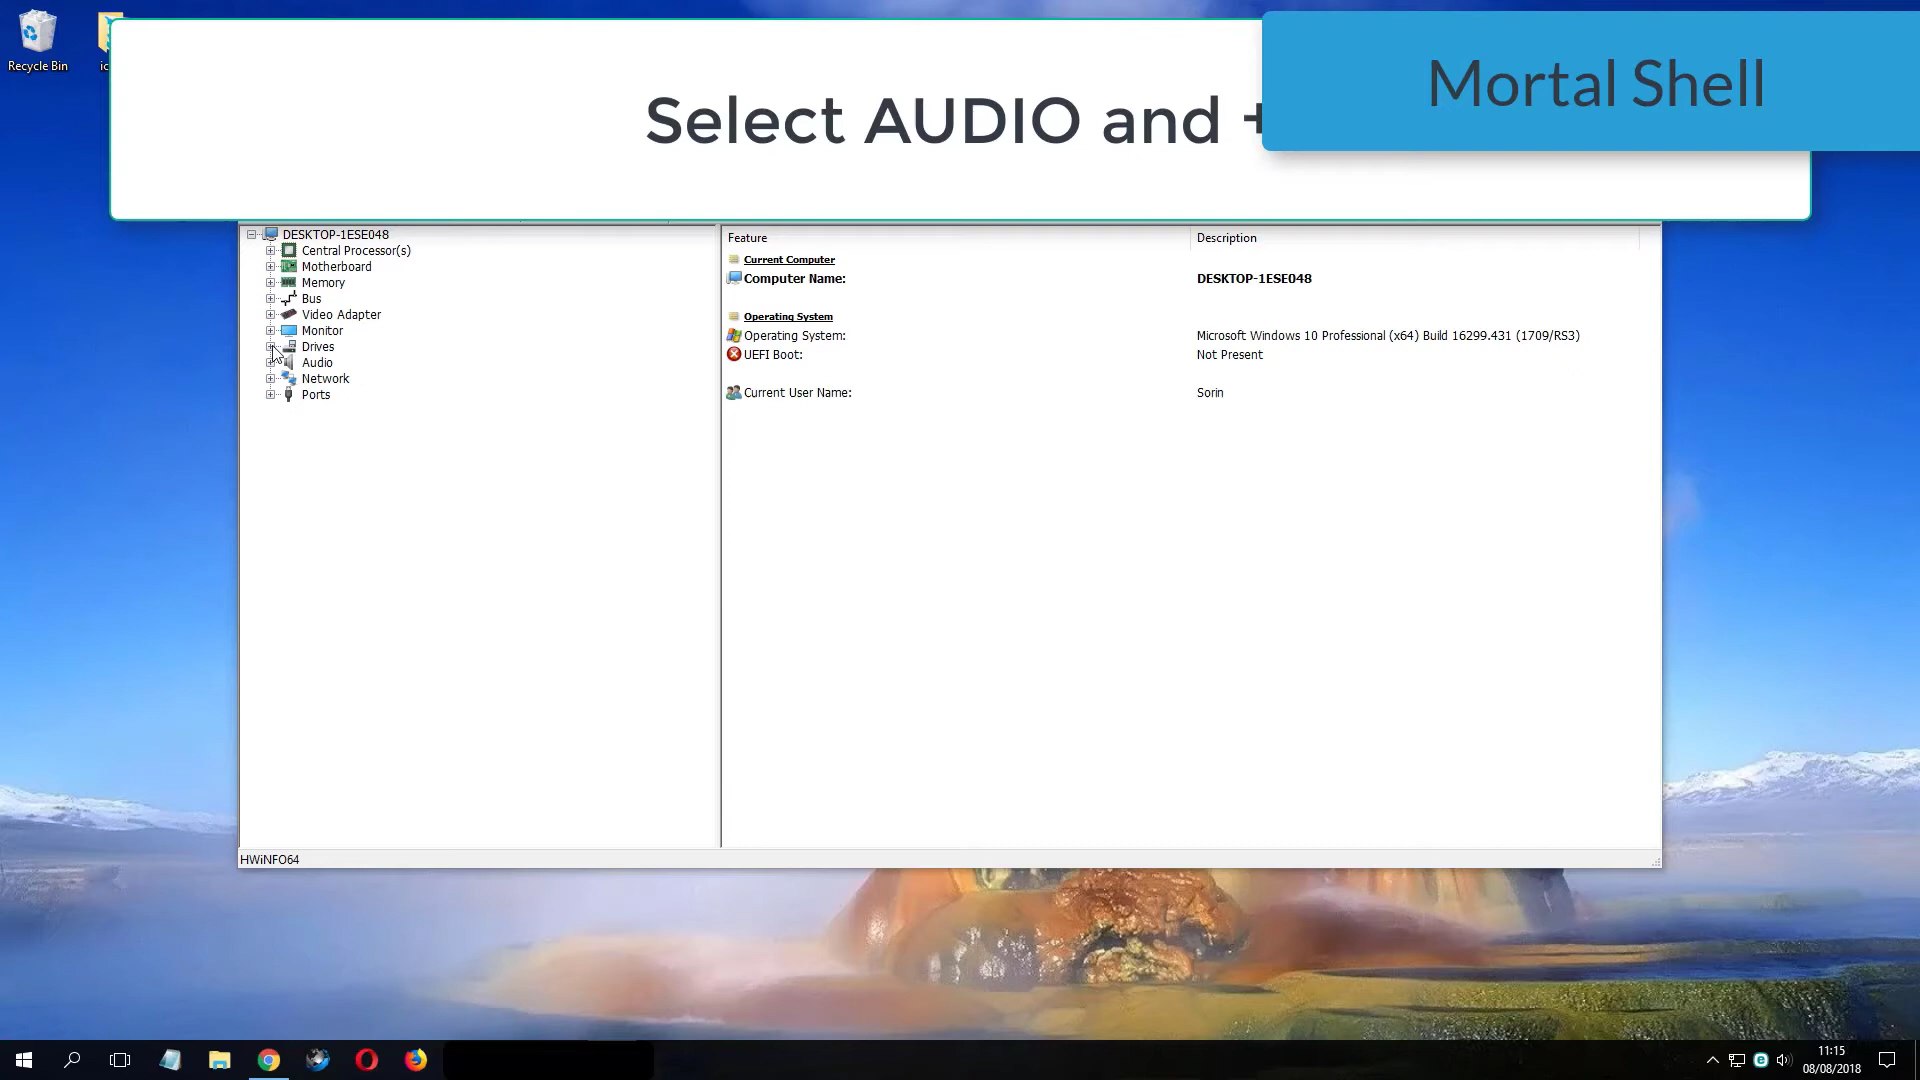 Recycle Bin
Select AUDIO and +
Mortal Shell
DESKTOP-1ESE048
Central Processor(s)
Motherboard
Memory
Bus
Video Adapter
Monitor
Drives
Audio
Network
Ports
Feature
Description
Current Computer
Computer Name:
DESKTOP-1ESE048
Operating System
Operating System:
Microsoft Windows 10 Professional (x64) Build 16299.431 (1709/RS3)
UEFI Boot:
Not Present
Current User Name:
Sorin
HWiNFO64
11:15
08/08/2018